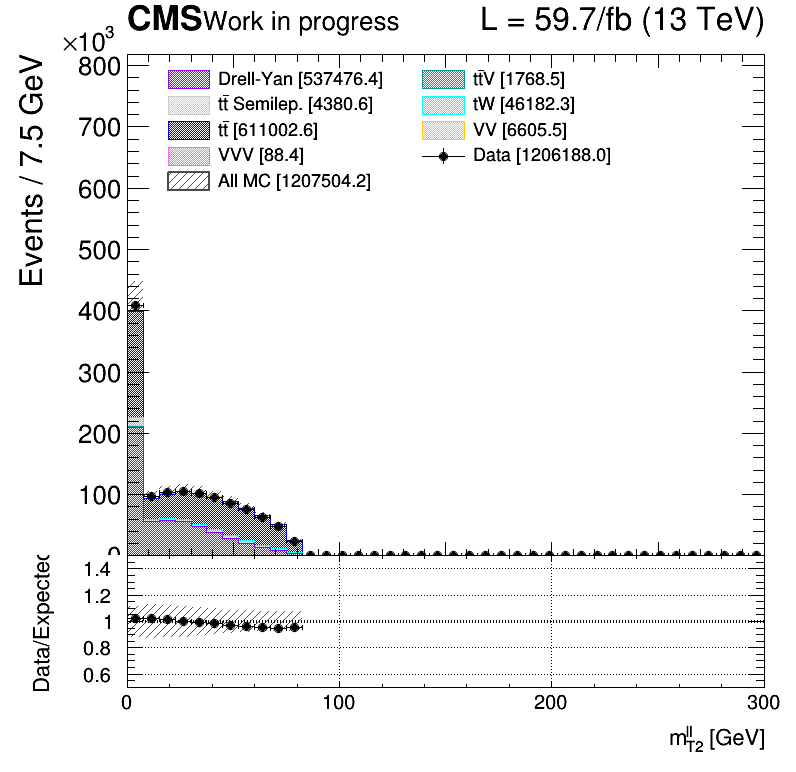 CMS Work in progress L = 59.7/fb (13 TeV)
×10³
Events / 7.5 GeV
800
700
600
500
400
300
200
100
0
Drell-Yan [537476.4]
tt̄ Semilep. [4380.6]
tt̄ [611002.6]
VVV [88.4]
All MC [1207504.2]
tt̄V [1768.5]
tW [46182.3]
VV [6605.5]
Data [1206188.0]
Data/Expected
1.4
1.2
1
0.8
0.6
0 100 200 300
m_{T2}^{ll} [GeV]